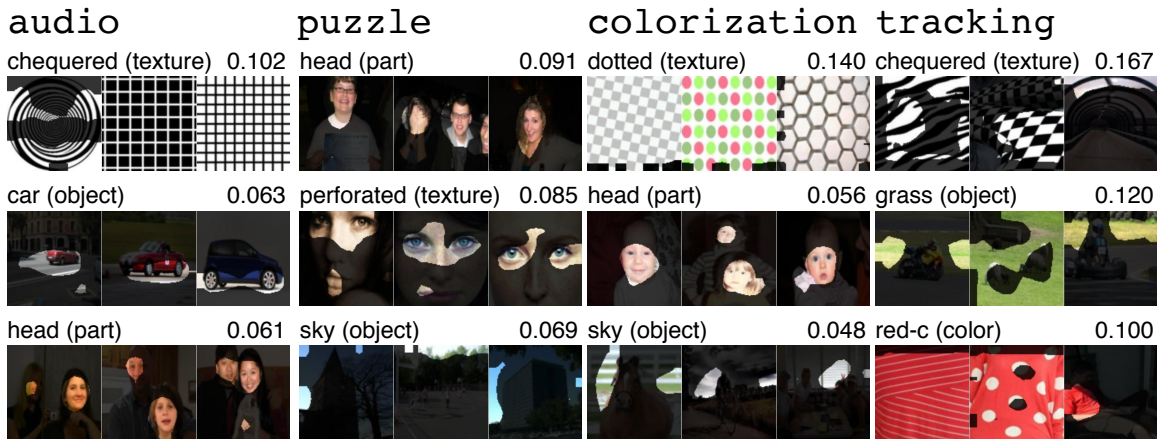 audio puzzle colorization tracking
chequered (texture) 0.102 head (part) 0.091 dotted (texture) 0.140 chequered (texture) 0.167
car (object) 0.063 perforated (texture) 0.085 head (part) 0.056 grass (object) 0.120
head (part) 0.061 sky (object) 0.069 sky (object) 0.048 red-c (color) 0.100